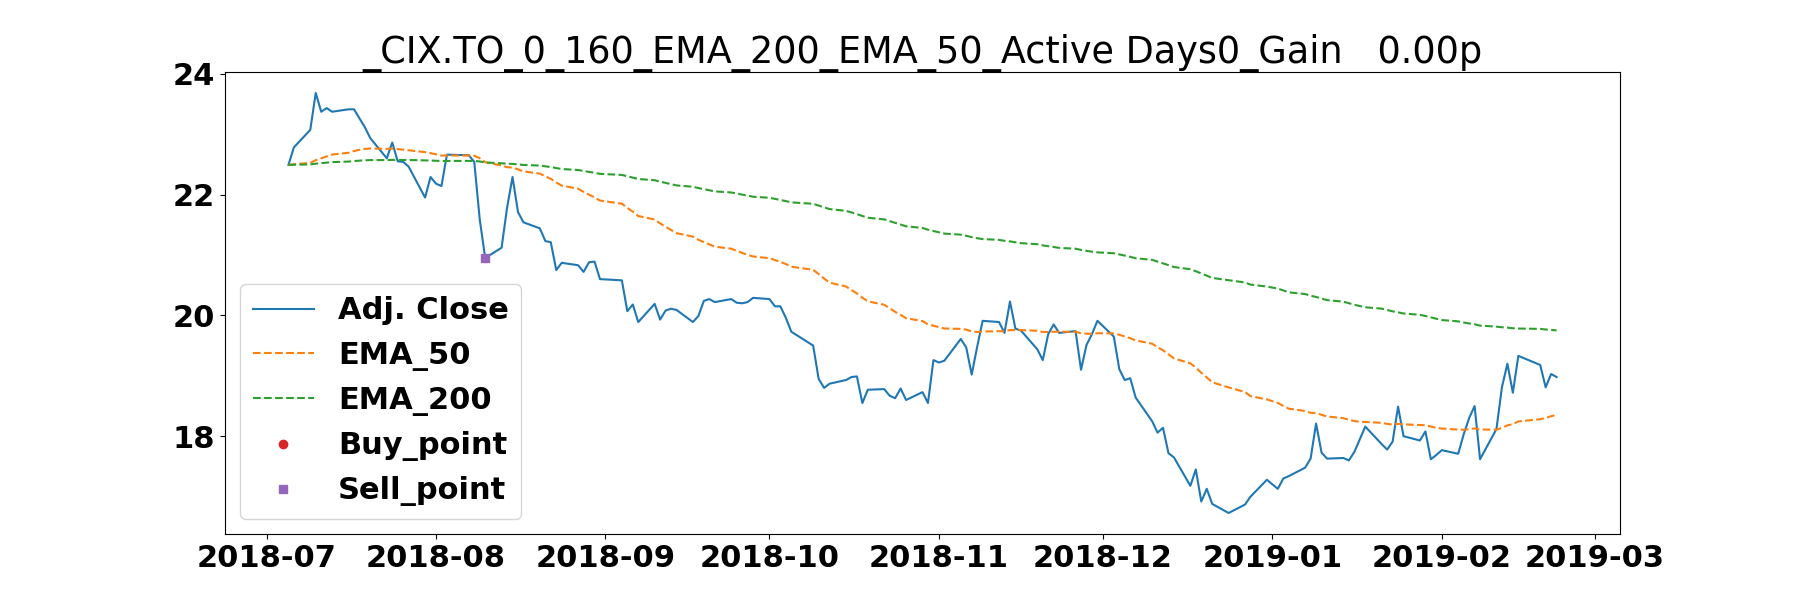 _CIX.TO_0_160_EMA_200_EMA_50_Active Days0_Gain   0.00p
24
22
20
18
Adj. Close
EMA_50
EMA_200
Buy_point
Sell_point
2018-07 2018-08 2018-09 2018-10 2018-11 2018-12 2019-01 2019-02 2019-03